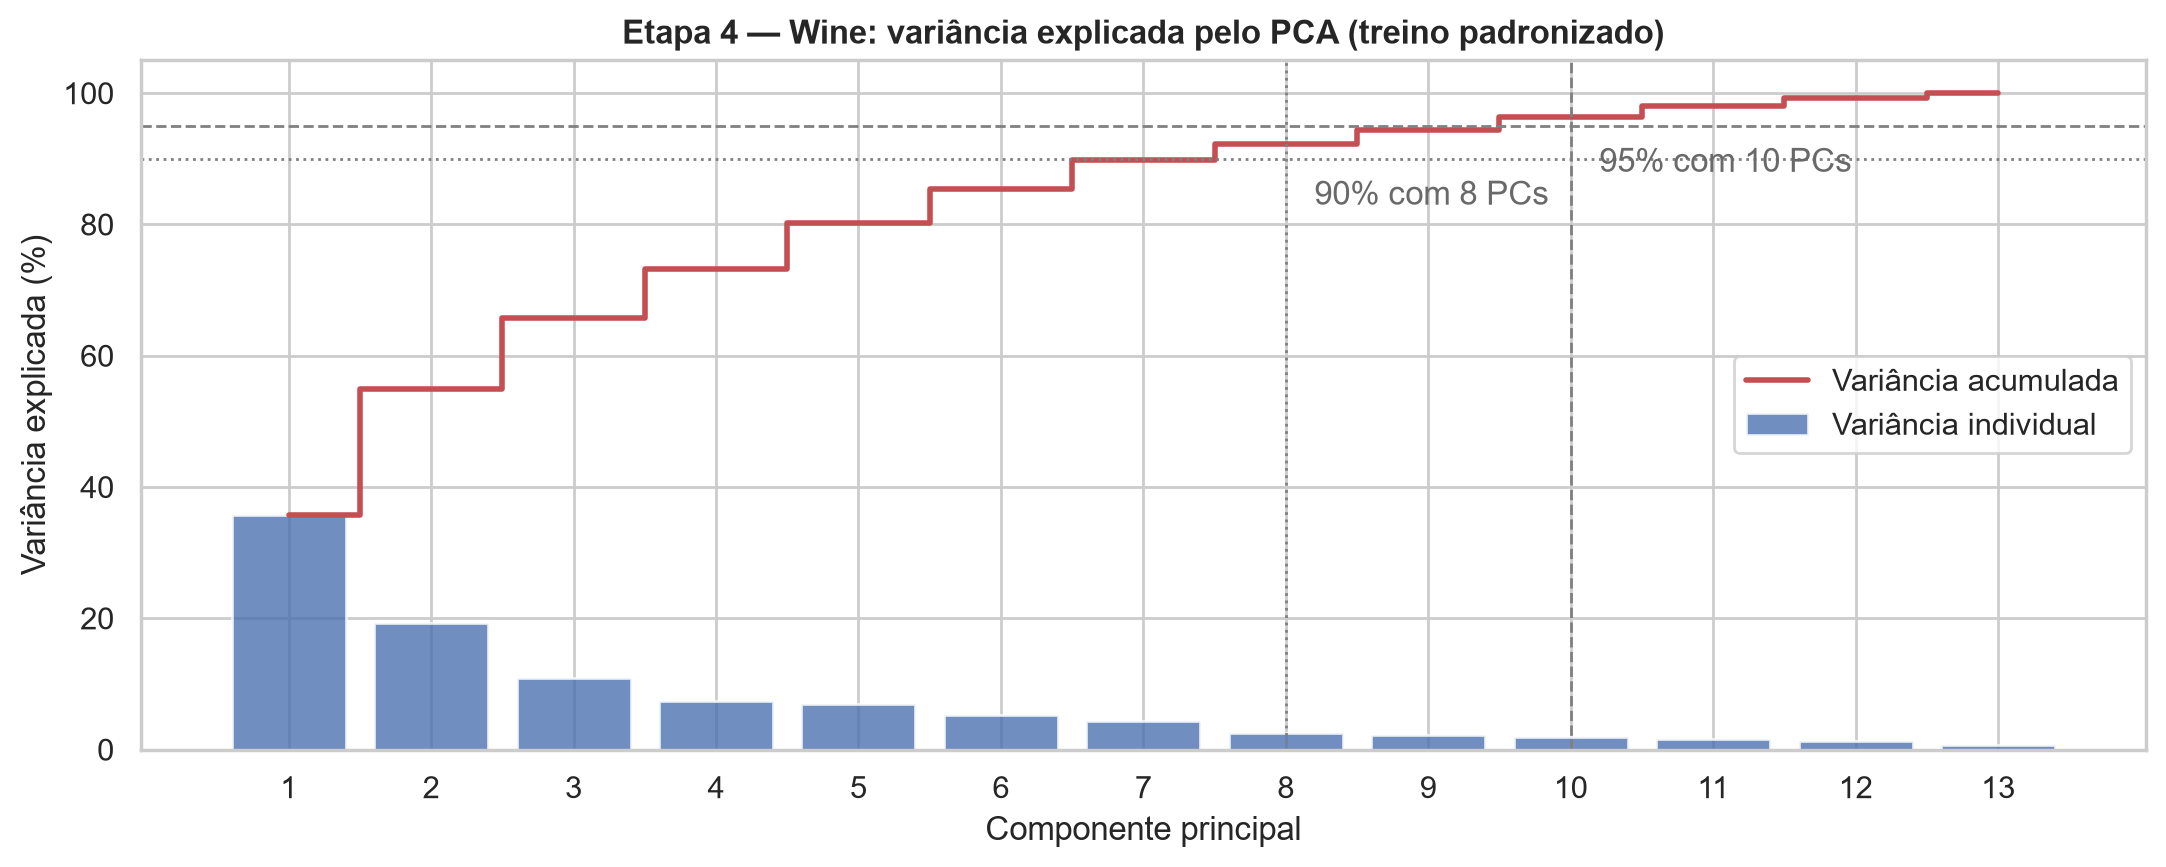 Etapa 4 — Wine: variância explicada pelo PCA (treino padronizado)
Variância explicada (%)
100
80
60
40
20
0
95% com 10 PCs
90% com 8 PCs
Variância acumulada
Variância individual
1 2 3 4 5 6 7 8 9 10 11 12 13
Componente principal